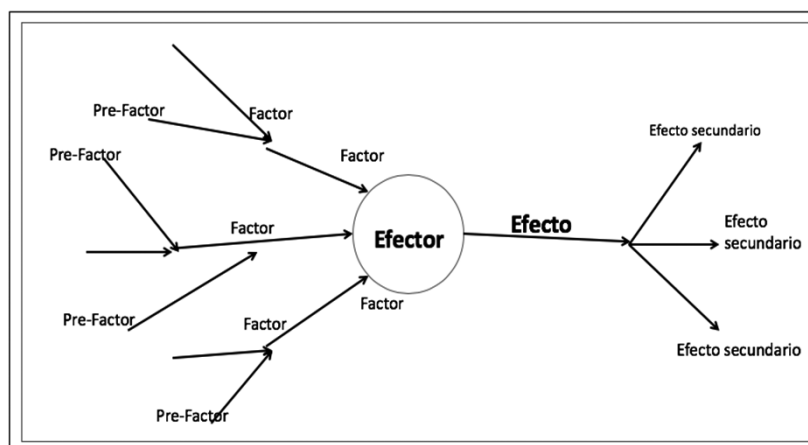 Pre-Factor
Factor
Pre-Factor
Factor
Factor
Pre-Factor
Factor
Factor
Pre-Factor
Efector
Efecto
Efecto secundario
Efecto
secundario
Efecto secundario